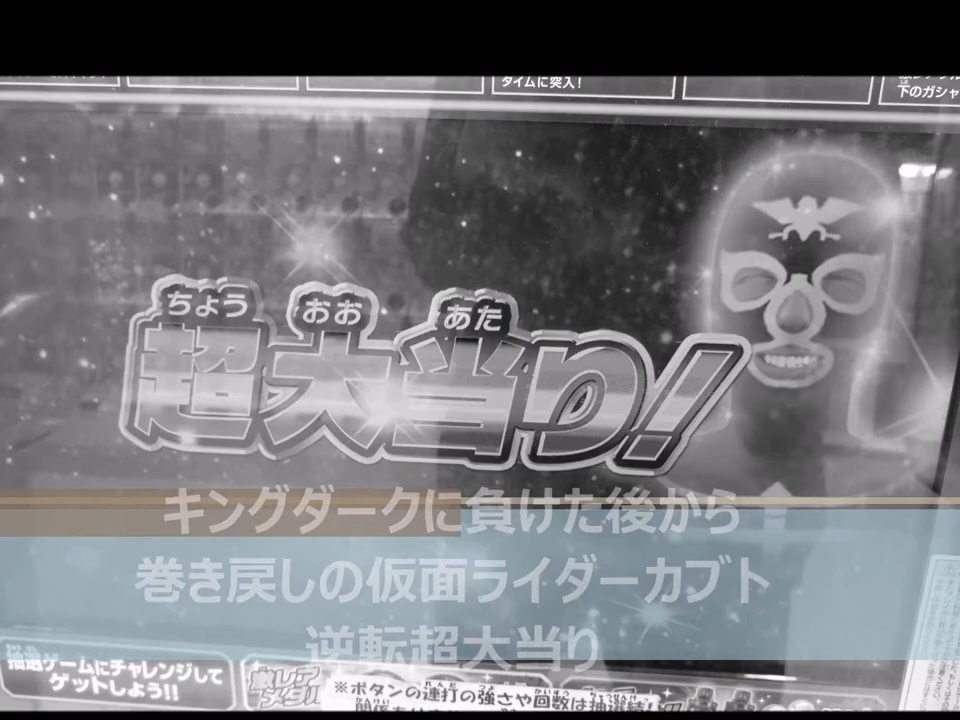 タイムに突入!
下のガシャ
ちょう おお あた
超大当り!
キングダークに負けた後から
巻き戻しの仮面ライダーカブト
逆転超大当り
抽選ゲームにチャレンジして
ゲットしよう!!
※ボタンの連打の強さや回数は抽選結